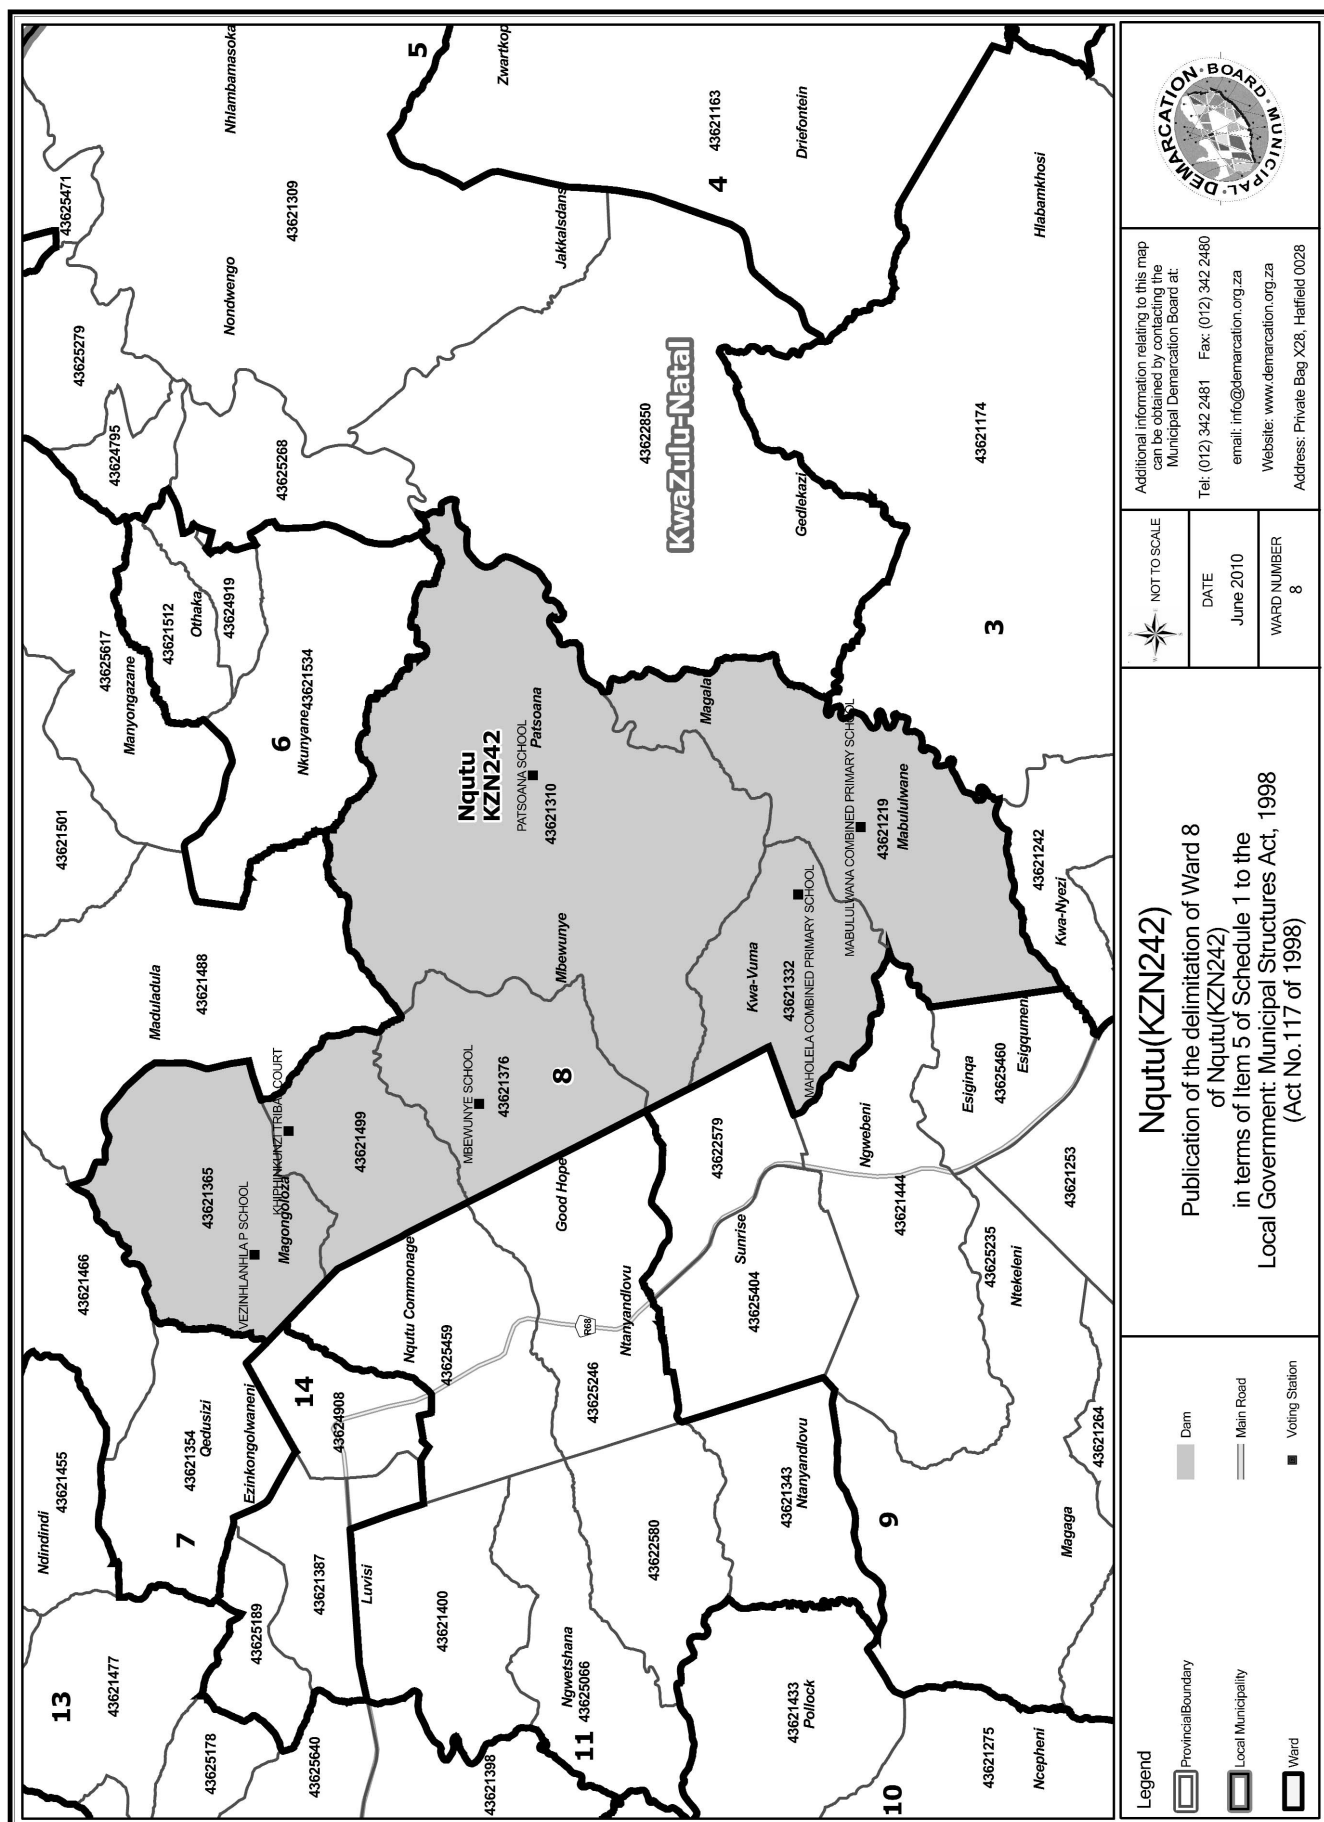 13
43621477
Ndindindi
43621455
43621466
43621501
Manyongazane
43625617
43624795
43625279
43625471
43625178
43625640
43625189
7
43621354
Qedusizi
Ezinkongolwaneni
43621365
VEZINHLANHLA P SCHOOL
KHIPHINKUNZI TRIBAL COURT
Magongoloza
Maduladula
43621488
6
Nkunyane
43621534
43621512
Othaka
43624919
43625268
Nondwengo
43621309
Nhlambamasoka
5
43621387
Luvisi
14
43624908
43621499
43621398
43621400
Nqutu Commonage
43625459
MBEWUNYE SCHOOL
43621376
8
Mbewunye
Nqutu
KZN242
PATSOANA SCHOOL
Patsoana
43621310
Jakkalsdans
Zwartkop
11
Ngwetshana
43625066
43622580
43625246
R68
Good Hope
Ntanyandlovu
43622850
KwaZulu-Natal
4
43621163
Driefontein
43622579
Sunrise
43625404
Kwa-Vuma
43621332
MAHOLELA COMBINED PRIMARY SCHOOL
Magala
MABULULWANA COMBINED PRIMARY SCHOOL
43621219
Mabululwane
Gedlekazi
43621433
Pollock
43621343
Ntanyandlovu
10
9
Ngwebeni
43621444
43621275
Ncepheni
43625235
Ntekeleni
Esiginqa
43625460
Esigqumeni
3
43621174
Hlabamkhosi
Magaga
43621264
43621253
43621242
Kwa-Nyezi
Legend
ProvincialBoundary
Local Municipality
Ward
Dam
Main Road
Voting Station
Nqutu(KZN242)
Publication of the delimitation of Ward 8
of Nqutu(KZN242)
in terms of Item 5 of Schedule 1 to the
Local Government: Municipal Structures Act, 1998
(Act No.117 of 1998)
N
E
S
W
NOT TO SCALE
DATE
June 2010
WARD NUMBER
8
Additional information relating to this map
can be obtained by contacting the
Municipal Demarcation Board at:
Tel: (012) 342 2481 Fax: (012) 342 2480
email: info@demarcation.org.za
Website: www.demarcation.org.za
Address: Private Bag X28, Hatfield 0028
MUNICIPAL · DEMARCATION · BOARD